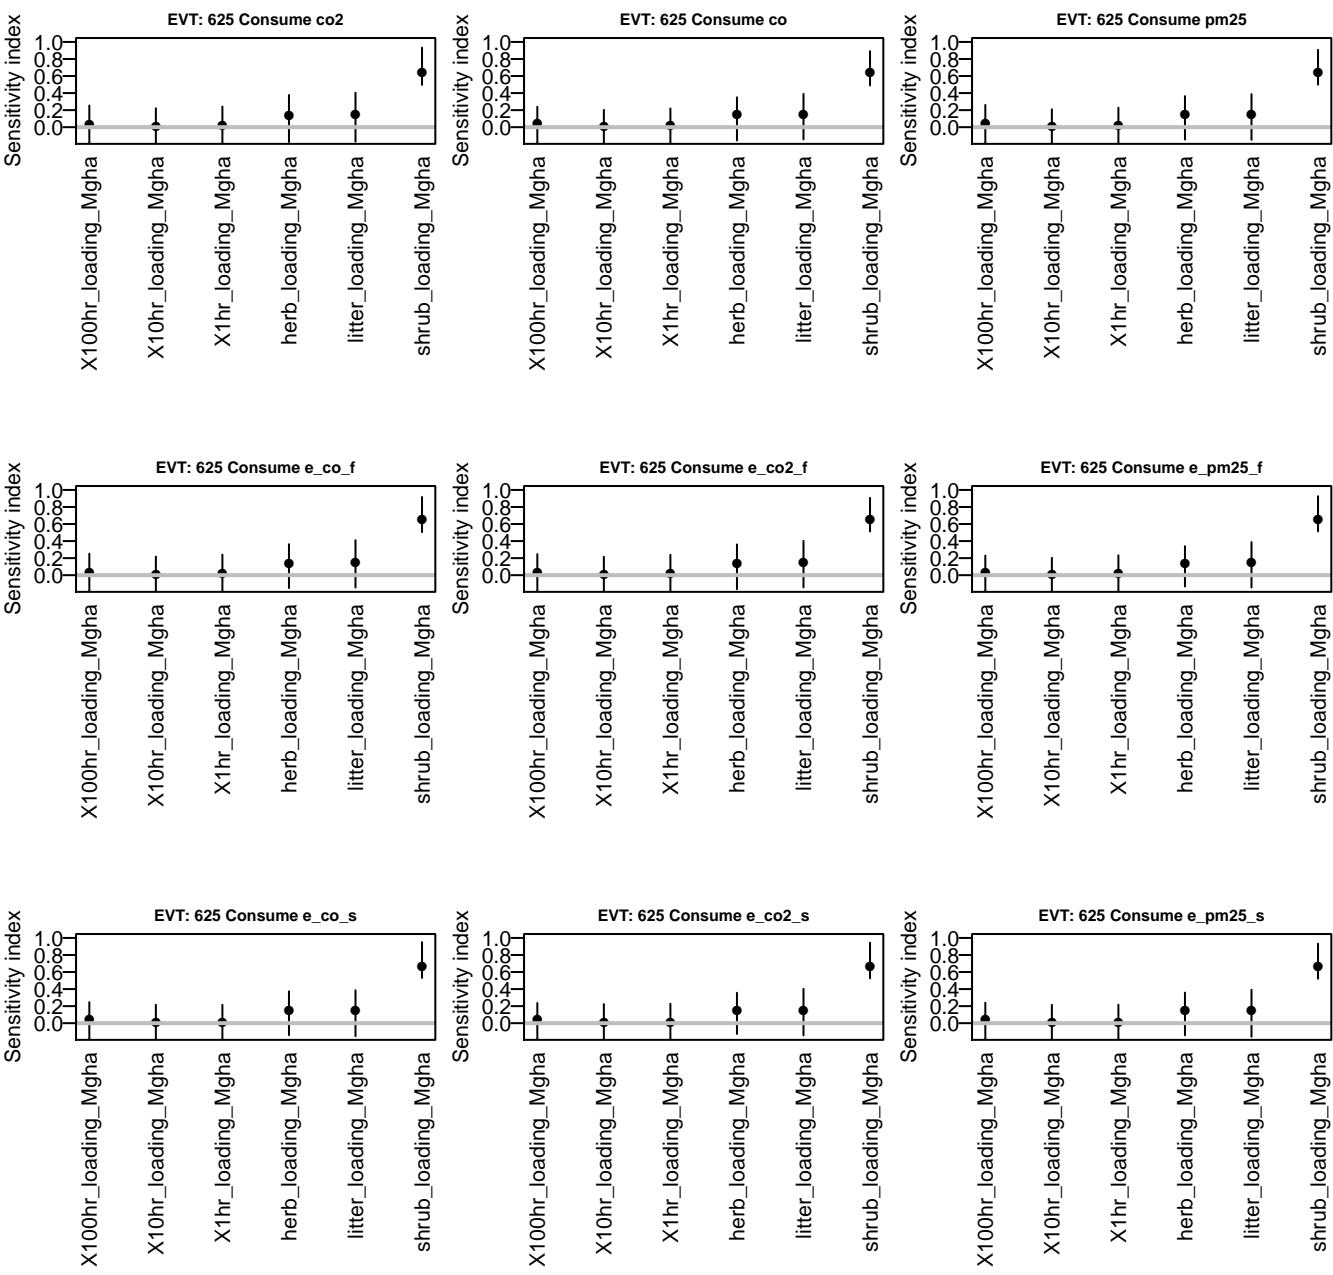 EVT: 625 Consume co2
Sensitivity index
1.0
0.8
0.6
0.4
0.2
0.0
X100hr_loading_Mgha
X10hr_loading_Mgha
X1hr_loading_Mgha
herb_loading_Mgha
litter_loading_Mgha
shrub_loading_Mgha
EVT: 625 Consume co
Sensitivity index
1.0
0.8
0.6
0.4
0.2
0.0
X100hr_loading_Mgha
X10hr_loading_Mgha
X1hr_loading_Mgha
herb_loading_Mgha
litter_loading_Mgha
shrub_loading_Mgha
EVT: 625 Consume pm25
Sensitivity index
1.0
0.8
0.6
0.4
0.2
0.0
X100hr_loading_Mgha
X10hr_loading_Mgha
X1hr_loading_Mgha
herb_loading_Mgha
litter_loading_Mgha
shrub_loading_Mgha
EVT: 625 Consume e_co_f
Sensitivity index
1.0
0.8
0.6
0.4
0.2
0.0
X100hr_loading_Mgha
X10hr_loading_Mgha
X1hr_loading_Mgha
herb_loading_Mgha
litter_loading_Mgha
shrub_loading_Mgha
EVT: 625 Consume e_co2_f
Sensitivity index
1.0
0.8
0.6
0.4
0.2
0.0
X100hr_loading_Mgha
X10hr_loading_Mgha
X1hr_loading_Mgha
herb_loading_Mgha
litter_loading_Mgha
shrub_loading_Mgha
EVT: 625 Consume e_pm25_f
Sensitivity index
1.0
0.8
0.6
0.4
0.2
0.0
X100hr_loading_Mgha
X10hr_loading_Mgha
X1hr_loading_Mgha
herb_loading_Mgha
litter_loading_Mgha
shrub_loading_Mgha
EVT: 625 Consume e_co_s
Sensitivity index
1.0
0.8
0.6
0.4
0.2
0.0
X100hr_loading_Mgha
X10hr_loading_Mgha
X1hr_loading_Mgha
herb_loading_Mgha
litter_loading_Mgha
shrub_loading_Mgha
EVT: 625 Consume e_co2_s
Sensitivity index
1.0
0.8
0.6
0.4
0.2
0.0
X100hr_loading_Mgha
X10hr_loading_Mgha
X1hr_loading_Mgha
herb_loading_Mgha
litter_loading_Mgha
shrub_loading_Mgha
EVT: 625 Consume e_pm25_s
Sensitivity index
1.0
0.8
0.6
0.4
0.2
0.0
X100hr_loading_Mgha
X10hr_loading_Mgha
X1hr_loading_Mgha
herb_loading_Mgha
litter_loading_Mgha
shrub_loading_Mgha